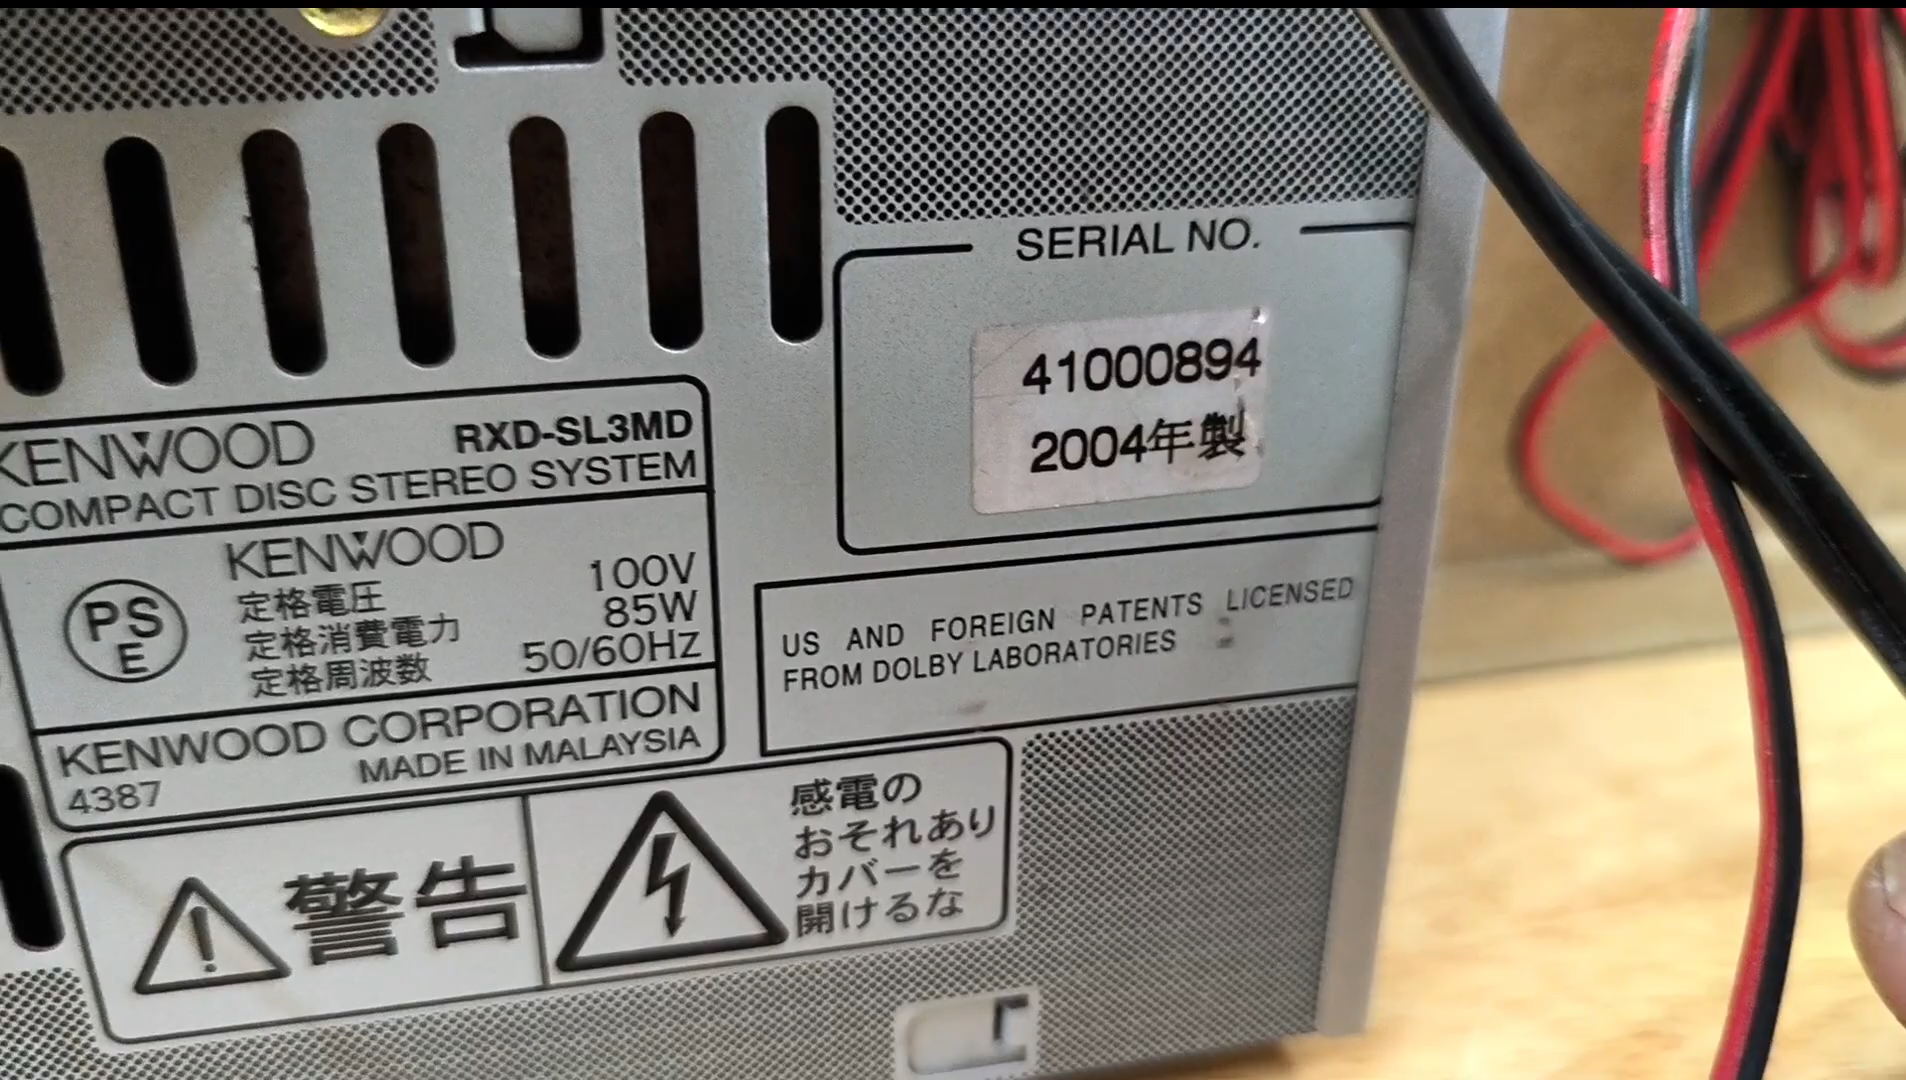 SERIAL NO.
41000894
2004年製
KENWOOD RXD-SL3MD
COMPACT DISC STEREO SYSTEM
PSE
KENWOOD
定格電圧 100V
定格消費電力 85W
定格周波数 50/60HZ
KENWOOD CORPORATION
MADE IN MALAYSIA
4387
US AND FOREIGN PATENTS LICENSED
FROM DOLBY LABORATORIES
警告
感電の
おそれあり
カバーを
開けるな